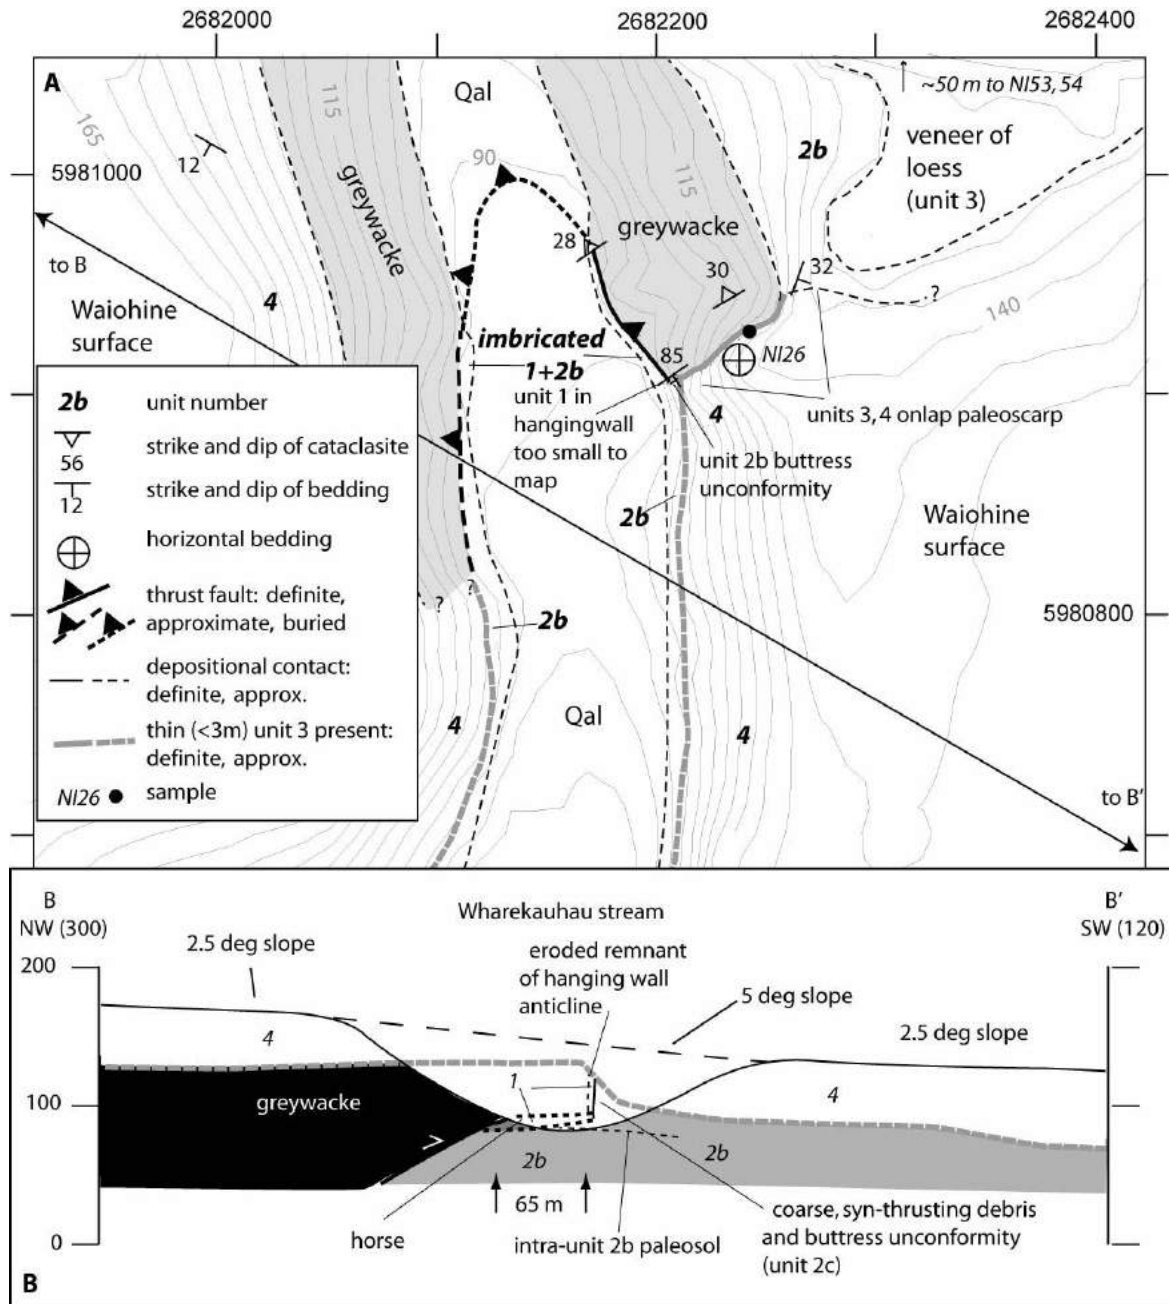 2682000
2682200
2682400
A
Qal
~50 m to NI53, 54
165
115
2b
veneer of
loess
(unit 3)
12
5981000
90
115
greywacke
greywacke
28
30
32
to B
4
?
140
Waiohine
surface
imbricated
1+2b
85
NI26
unit 1 in
hangingwall
too small to
map
4
units 3,4 onlap paleoscarp
unit 2b buttress
unconformity
2b
Waiohine
surface
2b
unit number
56
strike and dip of cataclasite
12
strike and dip of bedding
horizontal bedding
thrust fault: definite,
approximate, buried
depositional contact:
definite, approx.
thin (<3m) unit 3 present:
definite, approx.
NI26
sample
?
?
2b
5980800
4
Qal
4
to B'
B
NW (300)
Wharekauhau stream
B'
SW (120)
2.5 deg slope
eroded remnant
of hanging wall
anticline
200
5 deg slope
2.5 deg slope
4
1
4
100
greywacke
2b
2b
65 m
horse
intra-unit 2b paleosol
coarse, syn-thrusting debris
and buttress unconformity
(unit 2c)
0
B